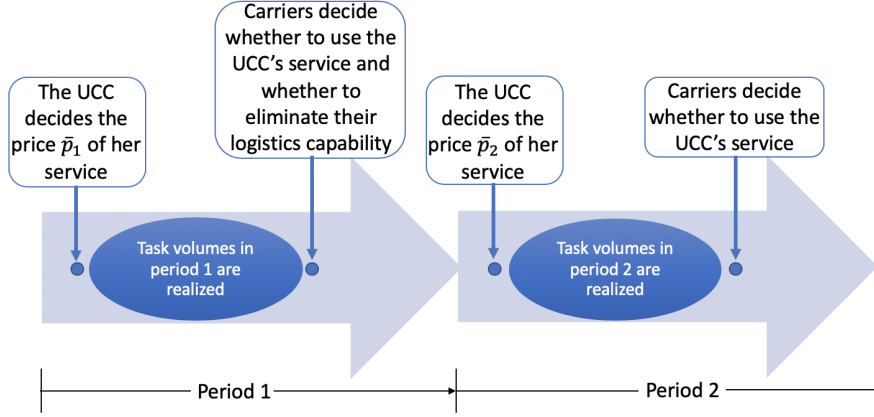 The UCC
decides the
price p̄₁ of her
service
Carriers decide
whether to use the
UCC's service and
whether to
eliminate their
logistics capability
The UCC
decides the
price p̄₂ of her
service
Carriers decide
whether to use the
UCC's service
Task volumes in
period 1 are
realized
Task volumes in
period 2 are
realized
Period 1
Period 2